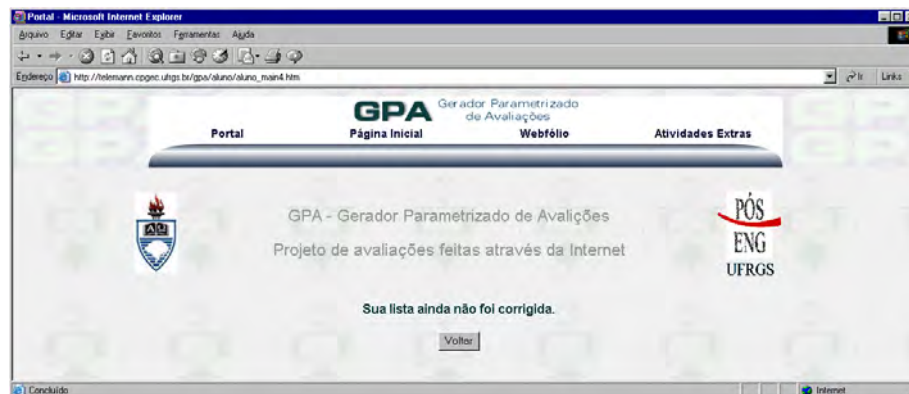 Portal - Microsoft Internet Explorer
Arquivo Editar Exibir Favoritos Ferramentas Ajuda
Endereço http://telemann.cpgec.ufrgs.br/gpa/aluno/aluno_main4.htm Ir Links
GPA Gerador Parametrizado
de Avaliações
Portal Página Inicial Webfólio Atividades Extras
GPA - Gerador Parametrizado de Avalições
Projeto de avaliações feitas através da Internet
PÓS
ENG
UFRGS
Sua lista ainda não foi corrigida.
Voltar
Concluído Internet